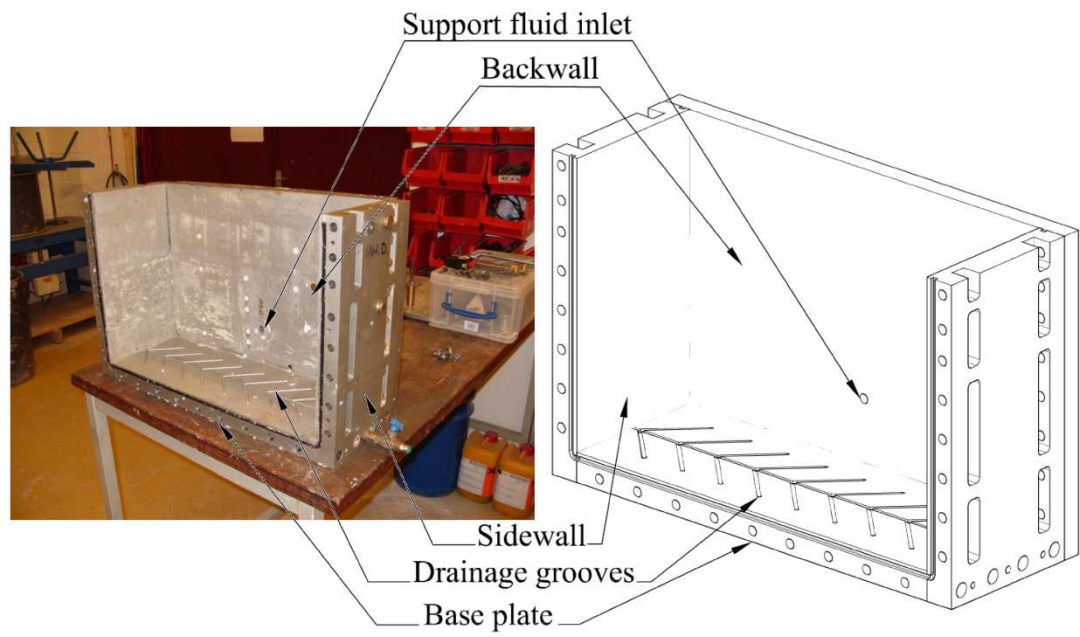 Support fluid inlet
Backwall
Sidewall
Drainage grooves
Base plate